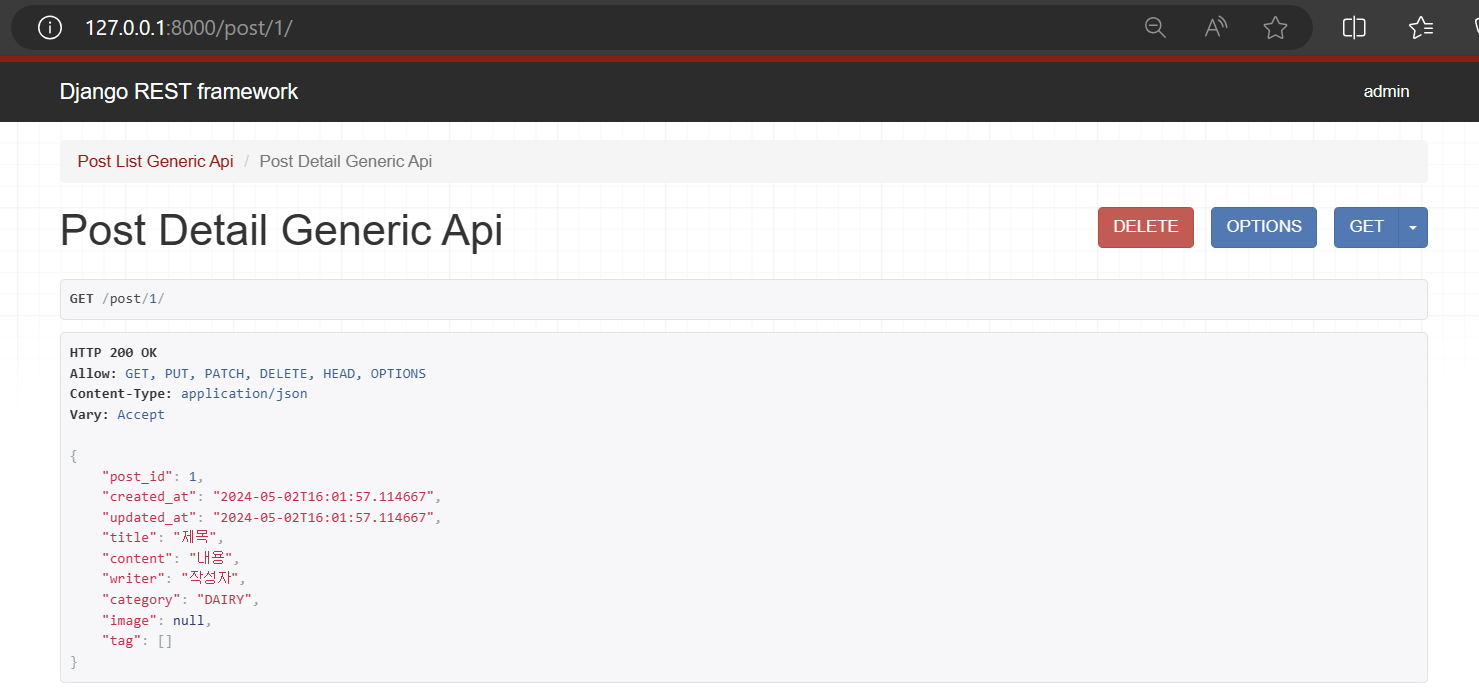 127.0.0.1:8000/post/1/
Django REST framework
admin
Post List Generic Api / Post Detail Generic Api
Post Detail Generic Api
DELETE
OPTIONS
GET
GET /post/1/
HTTP 200 OK
Allow: GET, PUT, PATCH, DELETE, HEAD, OPTIONS
Content-Type: application/json
Vary: Accept
{
    "post_id": 1,
    "created_at": "2024-05-02T16:01:57.114667",
    "updated_at": "2024-05-02T16:01:57.114667",
    "title": "제목",
    "content": "내용",
    "writer": "작성자",
    "category": "DAIRY",
    "image": null,
    "tag": []
}